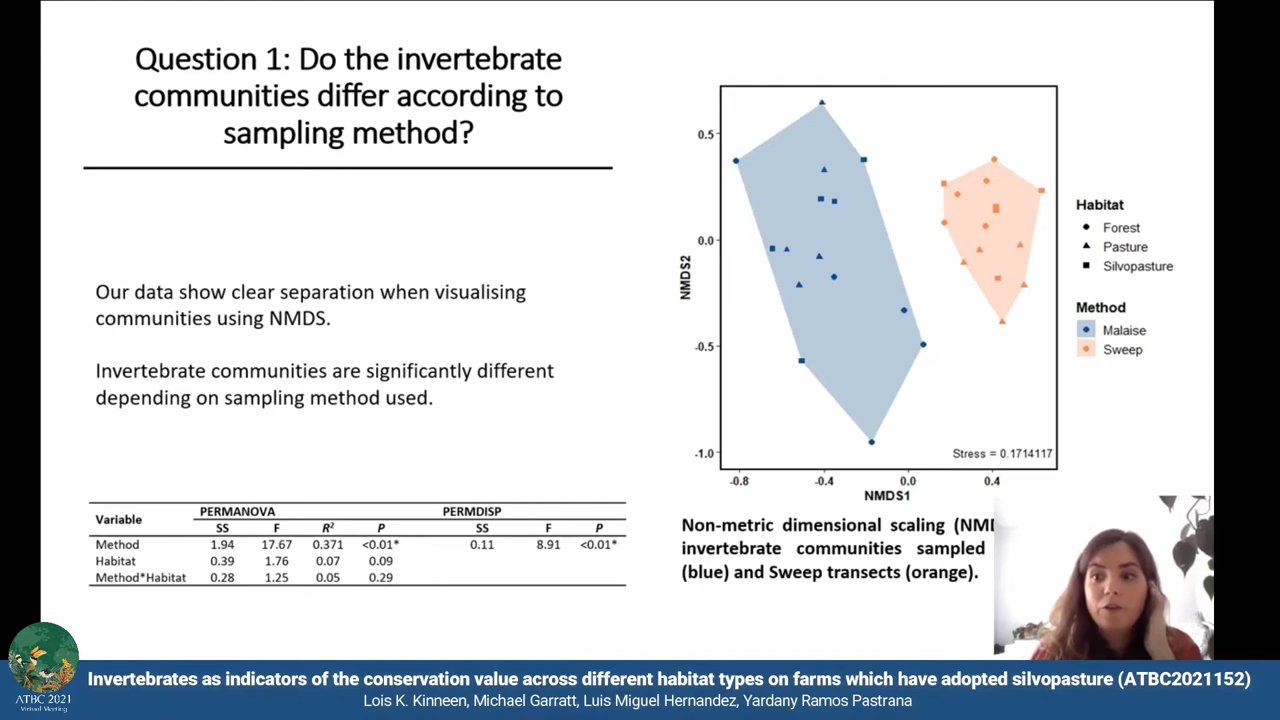 Question 1: Do the invertebrate
communities differ according to
sampling method?
Our data show clear separation when visualising
communities using NMDS.
Invertebrate communities are significantly different
depending on sampling method used.
Variable PERMANOVA PERMDISP
SS F R² P SS F P
Method 1.94 17.67 0.371 <0.01* 0.11 8.91 <0.01*
Habitat 0.39 1.76 0.07 0.09
Method*Habitat 0.28 1.25 0.05 0.29
NMDS2
0.5
0.0
-0.5
-1.0
Stress = 0.1714117
-0.8 -0.4 0.0 0.4
NMDS1
Habitat
Forest
Pasture
Silvopasture
Method
Malaise
Sweep
Non-metric dimensional scaling
invertebrate communities sampled
(blue) and Sweep transects (orange).
ATBC 2021
Virtual Meeting
Invertebrates as indicators of the conservation value across different habitat types on farms which have adopted silvopasture (ATBC2021152)
Lois K. Kinneen, Michael Garratt, Luis Miguel Hernandez, Yardany Ramos Pastrana